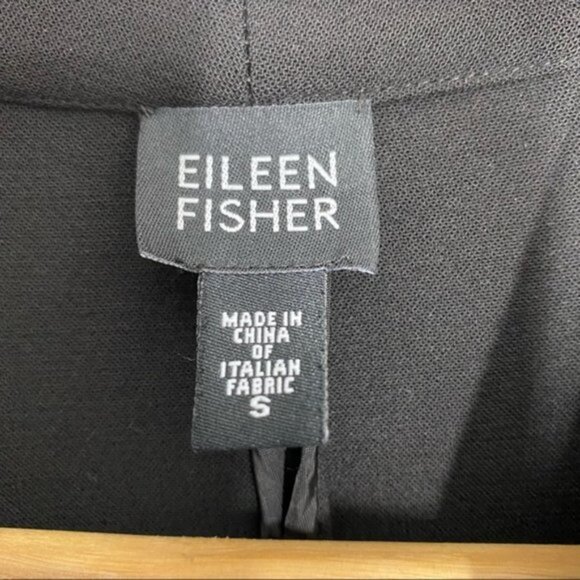 EILEEN
FISHER
MADE IN
CHINA
OF
ITALIAN
FABRIC
S